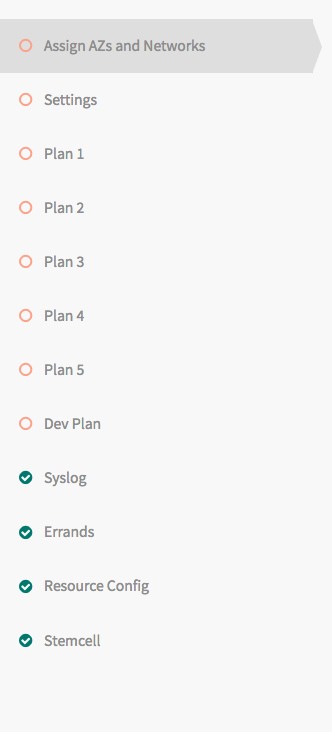 Assign AZs and Networks
Settings
Plan 1
Plan 2
Plan 3
Plan 4
Plan 5
Dev Plan
Syslog
Errands
Resource Config
Stemcell